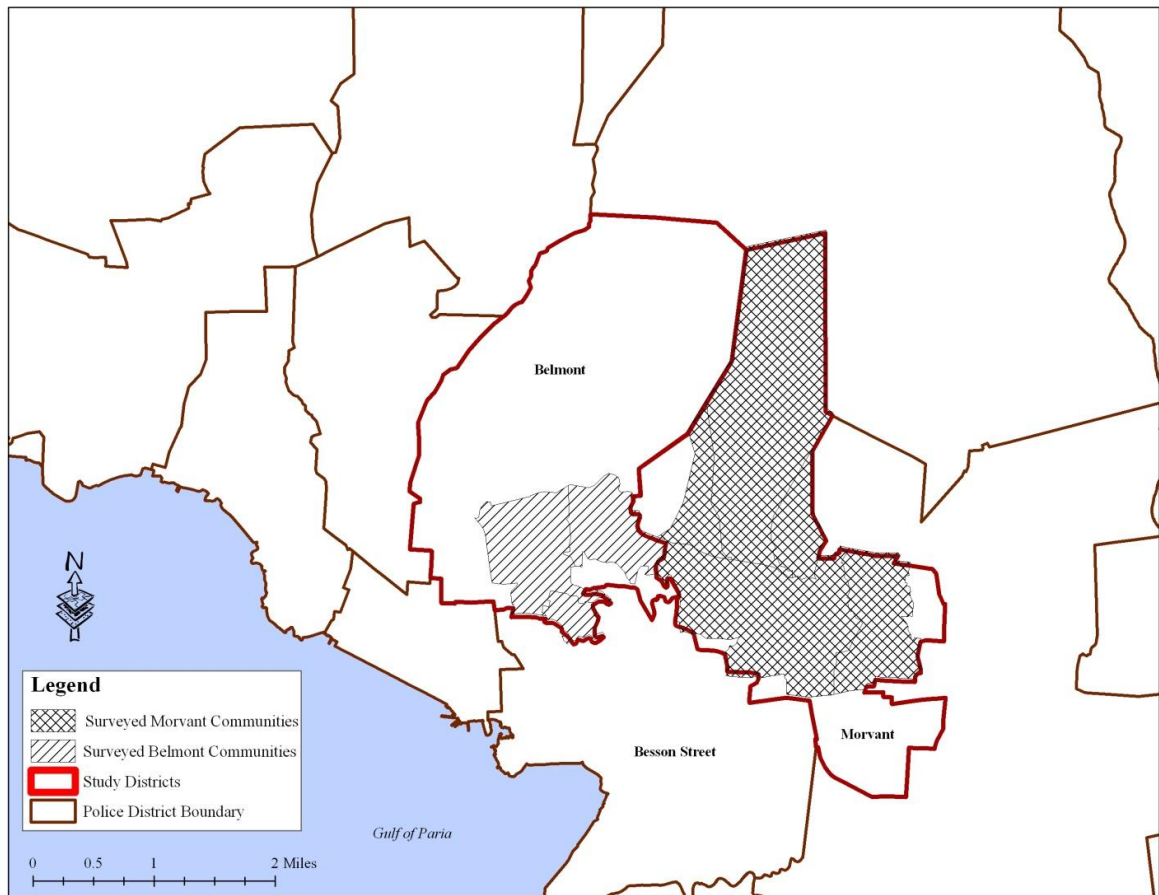 Belmont
Besson Street
Morvant
Gulf of Paria
N
Legend
Surveyed Morvant Communities
Surveyed Belmont Communities
Study Districts
Police District Boundary
0 0.5 1 2 Miles